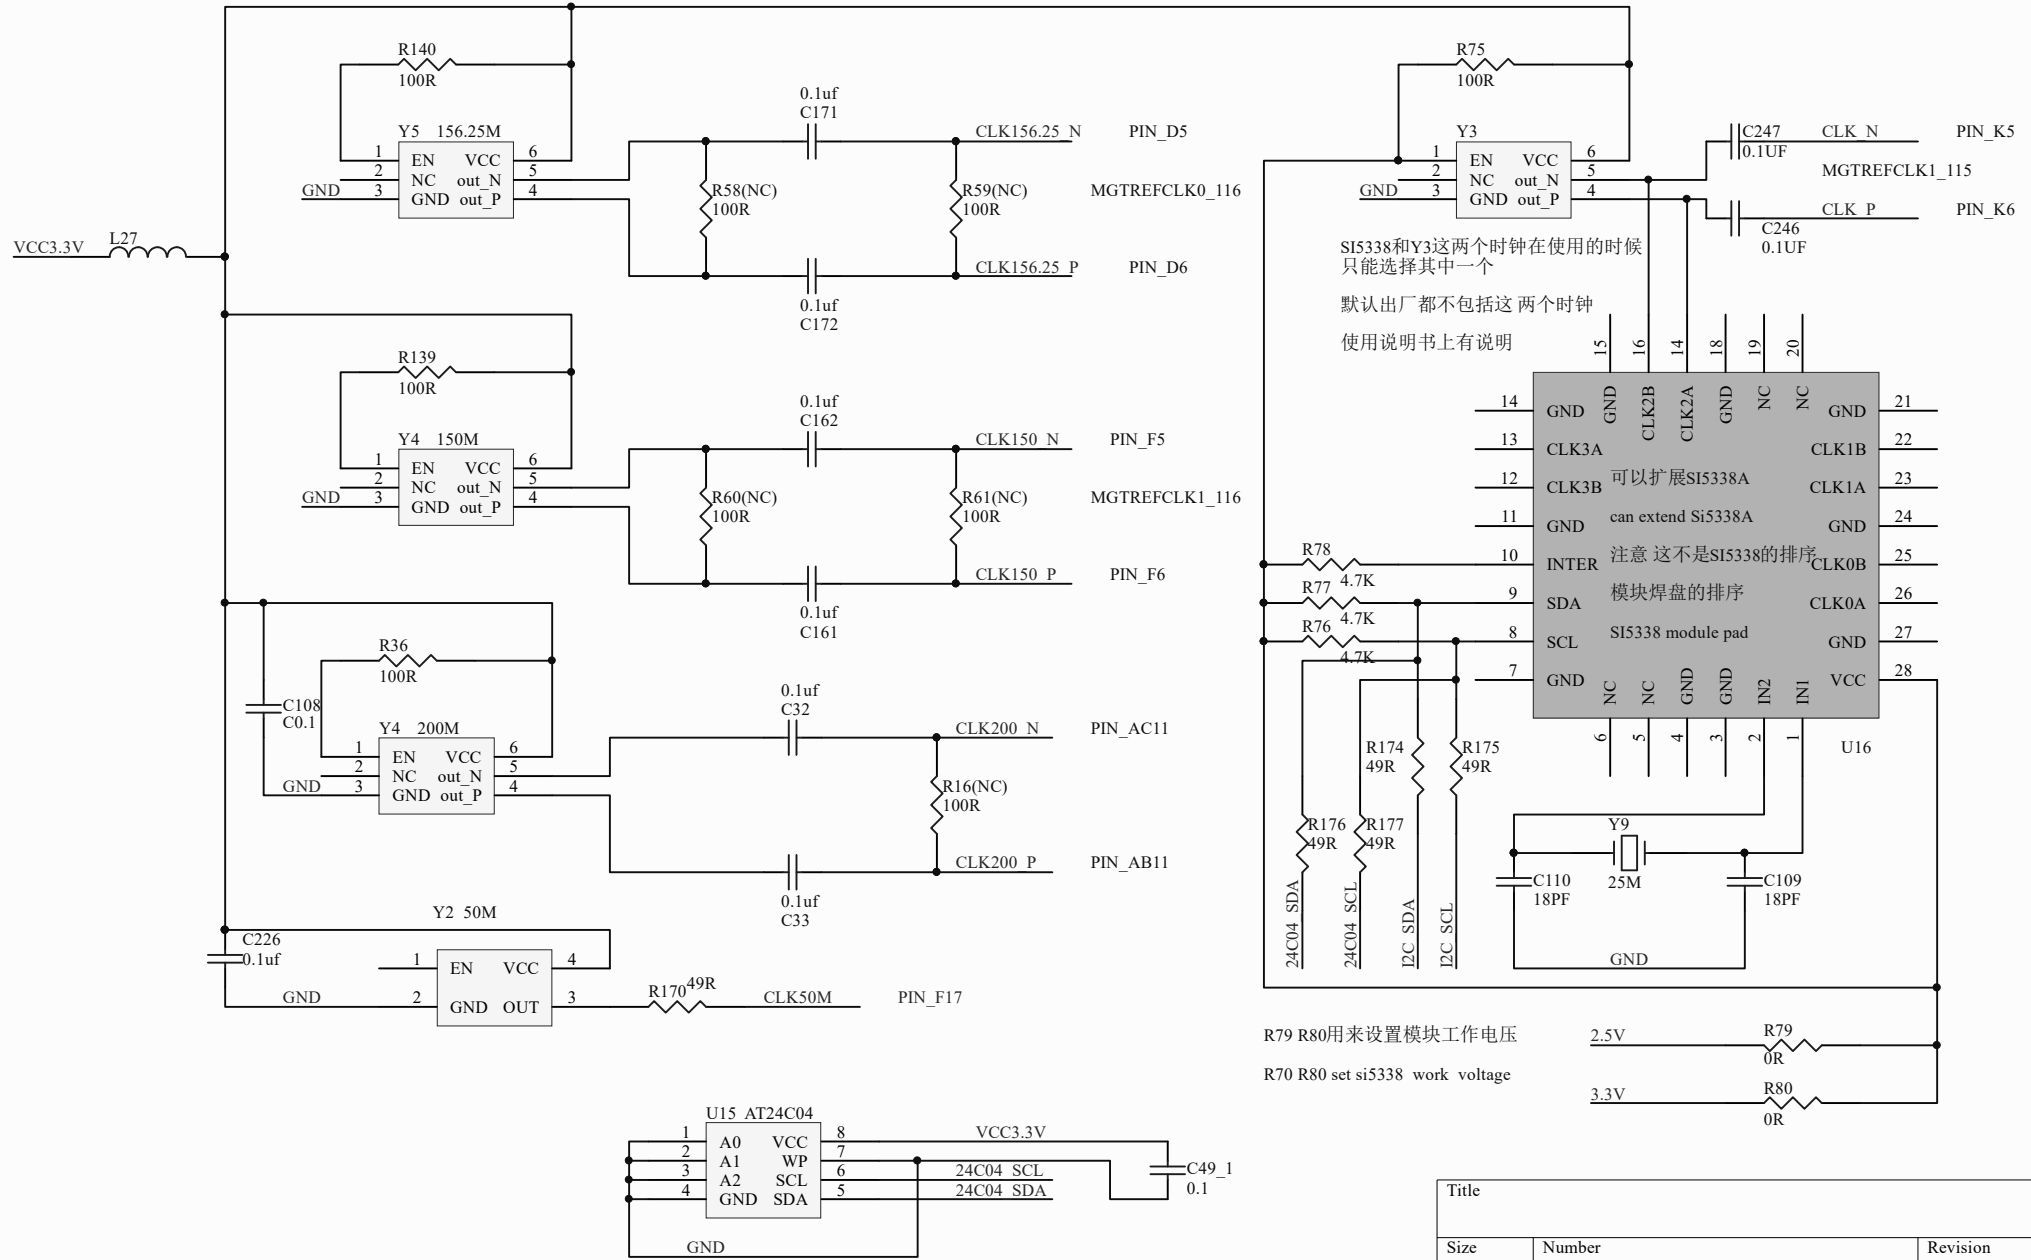 R140
100R
Y5 156.25M
1 EN VCC 6
2 NC out_N 5
GND 3 GND out_P 4
0.1uf
C171
CLK156.25_N PIN_D5
R58(NC)
100R
R59(NC)
100R
MGTREFCLK0_116
CLK156.25_P PIN_D6
0.1uf
C172
VCC3.3V L27
R139
100R
Y4 150M
1 EN VCC 6
2 NC out_N 5
GND 3 GND out_P 4
0.1uf
C162
CLK150_N PIN_F5
R60(NC)
100R
R61(NC)
100R
MGTREFCLK1_116
CLK150_P PIN_F6
0.1uf
C161
R36
100R
C108
C0.1
Y4 200M
1 EN VCC 6
2 NC out_N 5
GND 3 GND out_P 4
0.1uf
C32
CLK200_N PIN_AC11
R16(NC)
100R
CLK200_P PIN_AB11
0.1uf
C33
Y2 50M
C226
0.1uf
1 EN VCC 4
GND 2 GND OUT 3
R170 49R CLK50M PIN_F17
U15 AT24C04
1 A0 VCC 8 VCC3.3V
2 A1 WP 7
3 A2 SCL 6 24C04_SCL
4 GND SDA 5 24C04_SDA
C49_1
0.1
GND
R75
100R
Y3
1 EN VCC 6
2 NC out_N 5
GND 3 GND out_P 4
C247
0.1UF
CLK_N PIN_K5
MGTREFCLK1_115
CLK_P PIN_K6
C246
0.1UF
SI5338和Y3这两个时钟在使用的时候
只能选择其中一个
默认出厂都不包括这 两个时钟
使用说明书上有说明
15 16 14 18 19 20
GND CLK2B CLK2A GND NC NC
14 GND GND 21
13 CLK3A CLK1B 22
12 CLK3B 可以扩展SI5338A CLK1A 23
11 GND can extend Si5338A GND 24
10 INTER 注意 这不是SI5338的排序 CLK0B 25
9 SDA 模块焊盘的排序 CLK0A 26
8 SCL SI5338 module pad GND 27
7 GND VCC 28
NC NC GND GND IN2 IN1
6 5 4 3 2 1
U16
R78
4.7K
R77
4.7K
R76
4.7K
R174
49R
R175
49R
R176
49R
R177
49R
24C04_SDA
24C04_SCL
I2C_SDA
I2C_SCL
Y9
25M
C110
18PF
C109
18PF
GND
R79 R80用来设置模块工作电压
R70 R80 set si5338 work voltage
2.5V R79
0R
3.3V R80
0R
Title
Size Number Revision